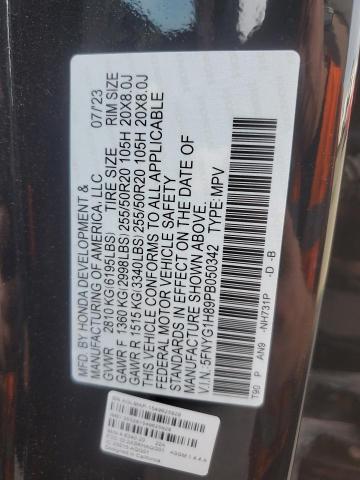 MFD. BY HONDA DEVELOPMENT & 07/23
MANUFACTURING OF AMERICA, LLC
GVWR 2810 KG(6195LBS) TIRE SIZE RIM SIZE
GAWR F 1360 KG(2998LBS) 255/50R20 105H 20X8.0J
GAWR R 1515 KG(3340LBS) 255/50R20 105H 20X8.0J
THIS VEHICLE CONFORMS TO ALL APPLICABLE
FEDERAL MOTOR VEHICLE SAFETY
STANDARDS IN EFFECT ON THE DATE OF
MANUFACTURE SHOWN ABOVE.
V.I.N: 5FNYG1H89PB050342 TYPE: MPV
T90 P AN9 -NH731P -D -B